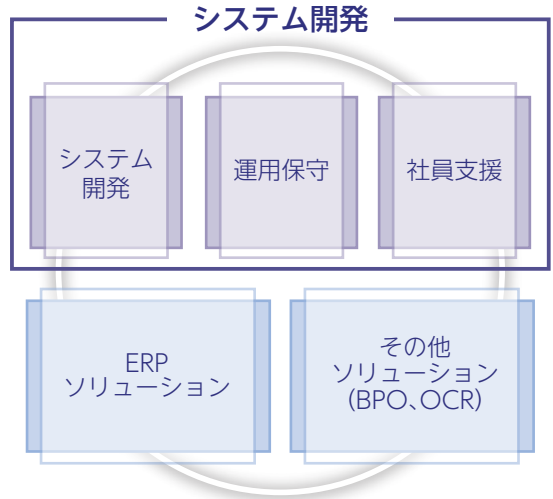 システム開発
システム
開発
運用保守
社員支援
ERP
ソリューション
その他
ソリューション
(BPO、OCR)